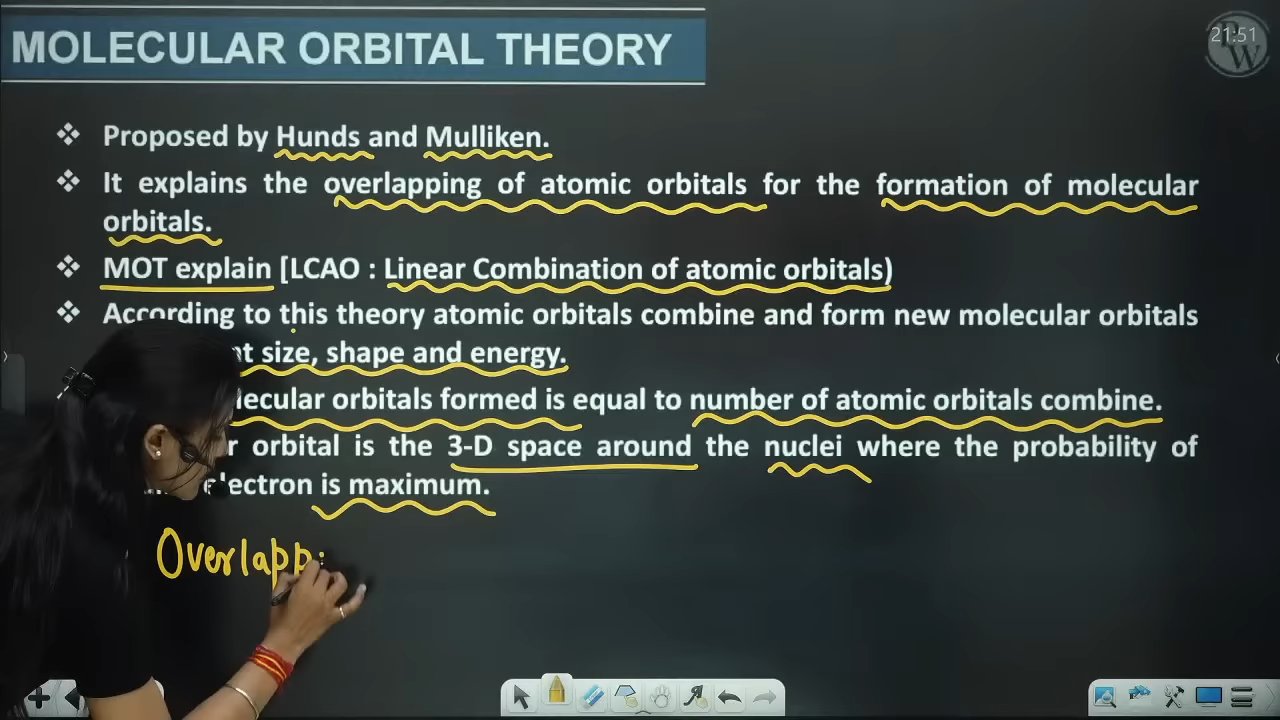 MOLECULAR ORBITAL THEORY
21:51
W
❖ Proposed by Hunds and Mulliken.
❖ It explains the overlapping of atomic orbitals for the formation of molecular
orbitals.
❖ MOT explain [LCAO : Linear Combination of atomic orbitals)
❖ According to this theory atomic orbitals combine and form new molecular orbitals
size, shape and energy.
orbitals formed is equal to number of atomic orbitals combine.
orbital is the 3-D space around the nuclei where the probability of
electron is maximum.
Overlappi